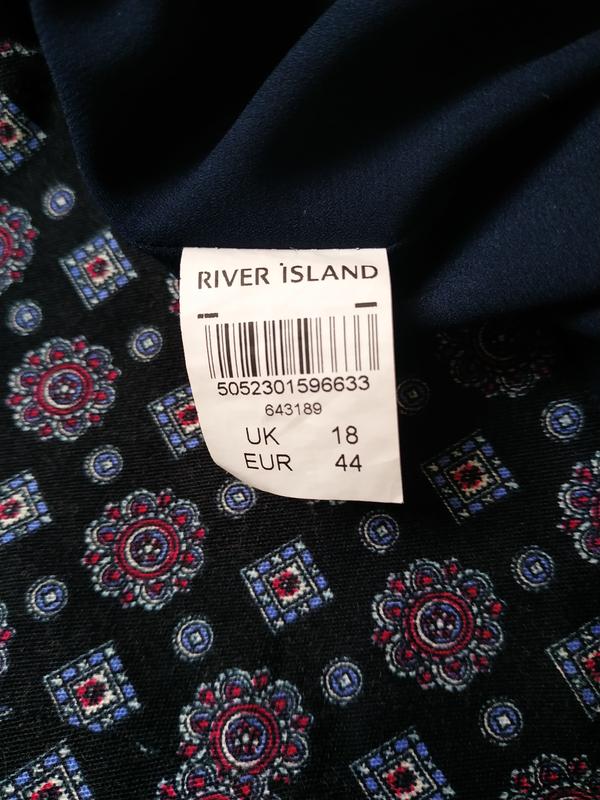 RIVER ISLAND
5052301596633
643189
UK 18
EUR 44